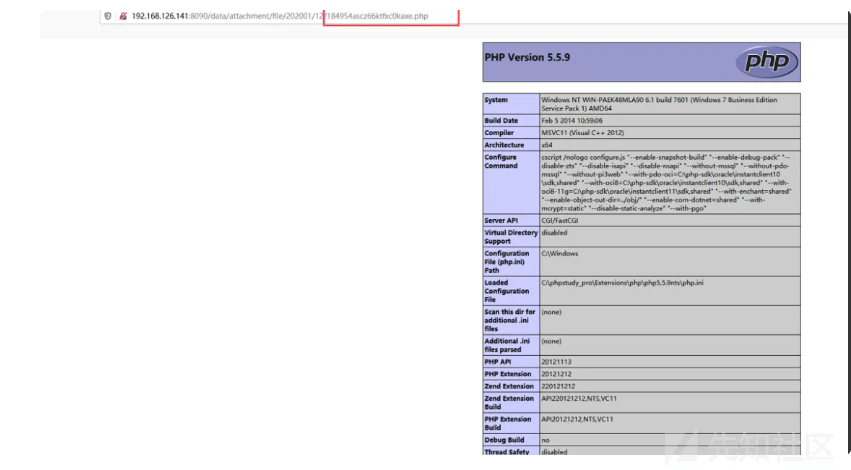 192.168.126.141:8090/data/attachment/file/202001/12/184954ascz66ktfxc0kaxe.php
PHP Version 5.5.9
php
System
Windows NT WIN-PAEK48MLA90 6.1 build 7601 (Windows 7 Business Edition
Service Pack 1) AMD64
Build Date
Feb 5 2014 10:59:06
Compiler
MSVC11 (Visual C++ 2012)
Architecture
x64
Configure
Command
cscript /nologo configure.js "--enable-snapshot-build" "--enable-debug-pack" "--
disable-zts" "--disable-isapi" "--disable-nsapi" "--without-mssql" "--without-pdo-
mssql" "--without-pi3web" "--with-pdo-oci=C:\php-sdk\oracle\instantclient10
\sdk,shared" "--with-oci8=C:\php-sdk\oracle\instantclient10\sdk,shared" "--with-
oci8-11g=C:\php-sdk\oracle\instantclient11\sdk,shared" "--with-enchant=shared"
"--enable-object-out-dir=../obj/" "--enable-com-dotnet=shared" "--with-
mcrypt=static" "--disable-static-analyze" "--with-pgo"
Server API
CGI/FastCGI
Virtual Directory
Support
disabled
Configuration
File (php.ini)
Path
C:\Windows
Loaded
Configuration
File
C:\phpstudy_pro\Extensions\php\php5.5.9nts\php.ini
Scan this dir for
additional .ini
files
(none)
Additional .ini
files parsed
(none)
PHP API
20121113
PHP Extension
20121212
Zend Extension
220121212
Zend Extension
Build
API220121212,NTS,VC11
PHP Extension
Build
API20121212,NTS,VC11
Debug Build
no
Thread Safety
disabled
先知社区